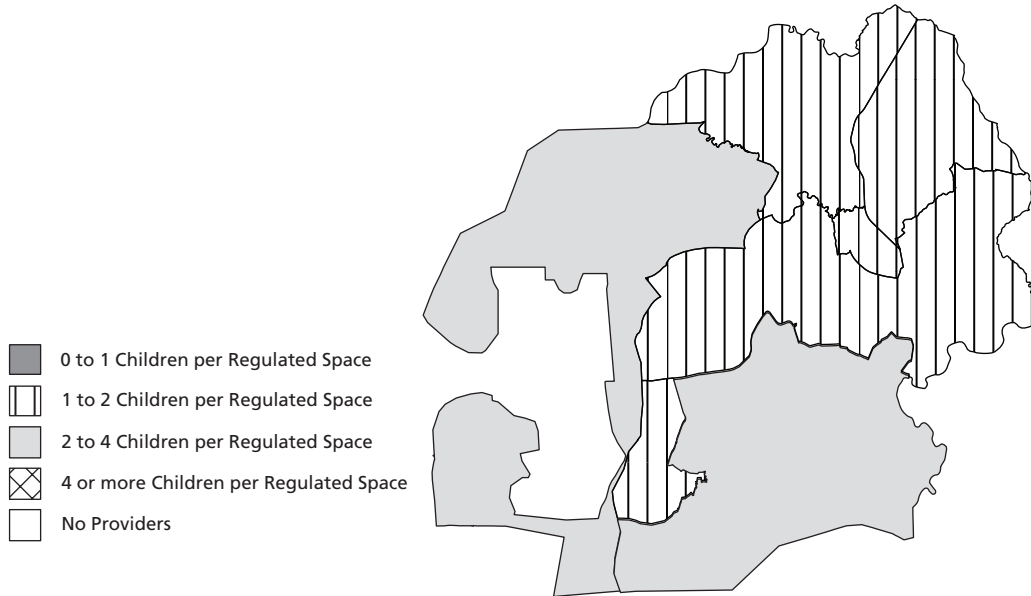 0 to 1 Children per Regulated Space
1 to 2 Children per Regulated Space
2 to 4 Children per Regulated Space
4 or more Children per Regulated Space
No Providers